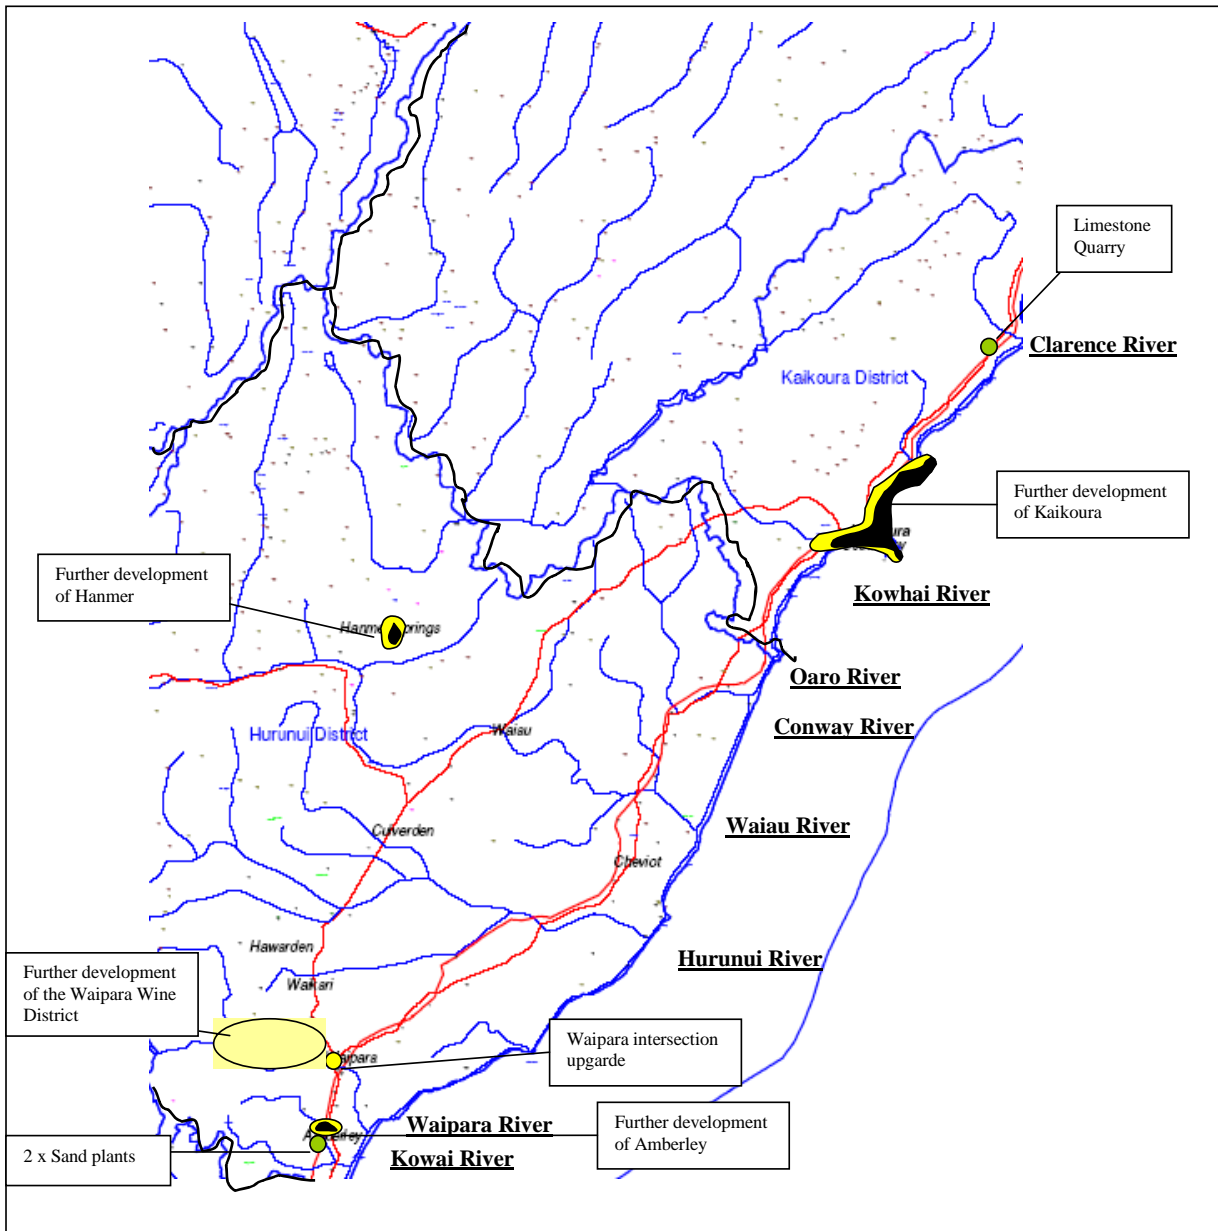 Limestone
Quarry
Clarence River
Kaikoura District
Further development
of Kaikoura
Kowhai River
Further development
of Hanmer
Oaro River
Conway River
Waiau
Hurunui District
Waiau River
Culverden
Cheviot
Hawarden
Hurunui River
Further development
of the Waipara Wine
District
Waikari
Waipara intersection
upgarde
Waipara River
Further development
of Amberley
2 x Sand plants
Kowai River